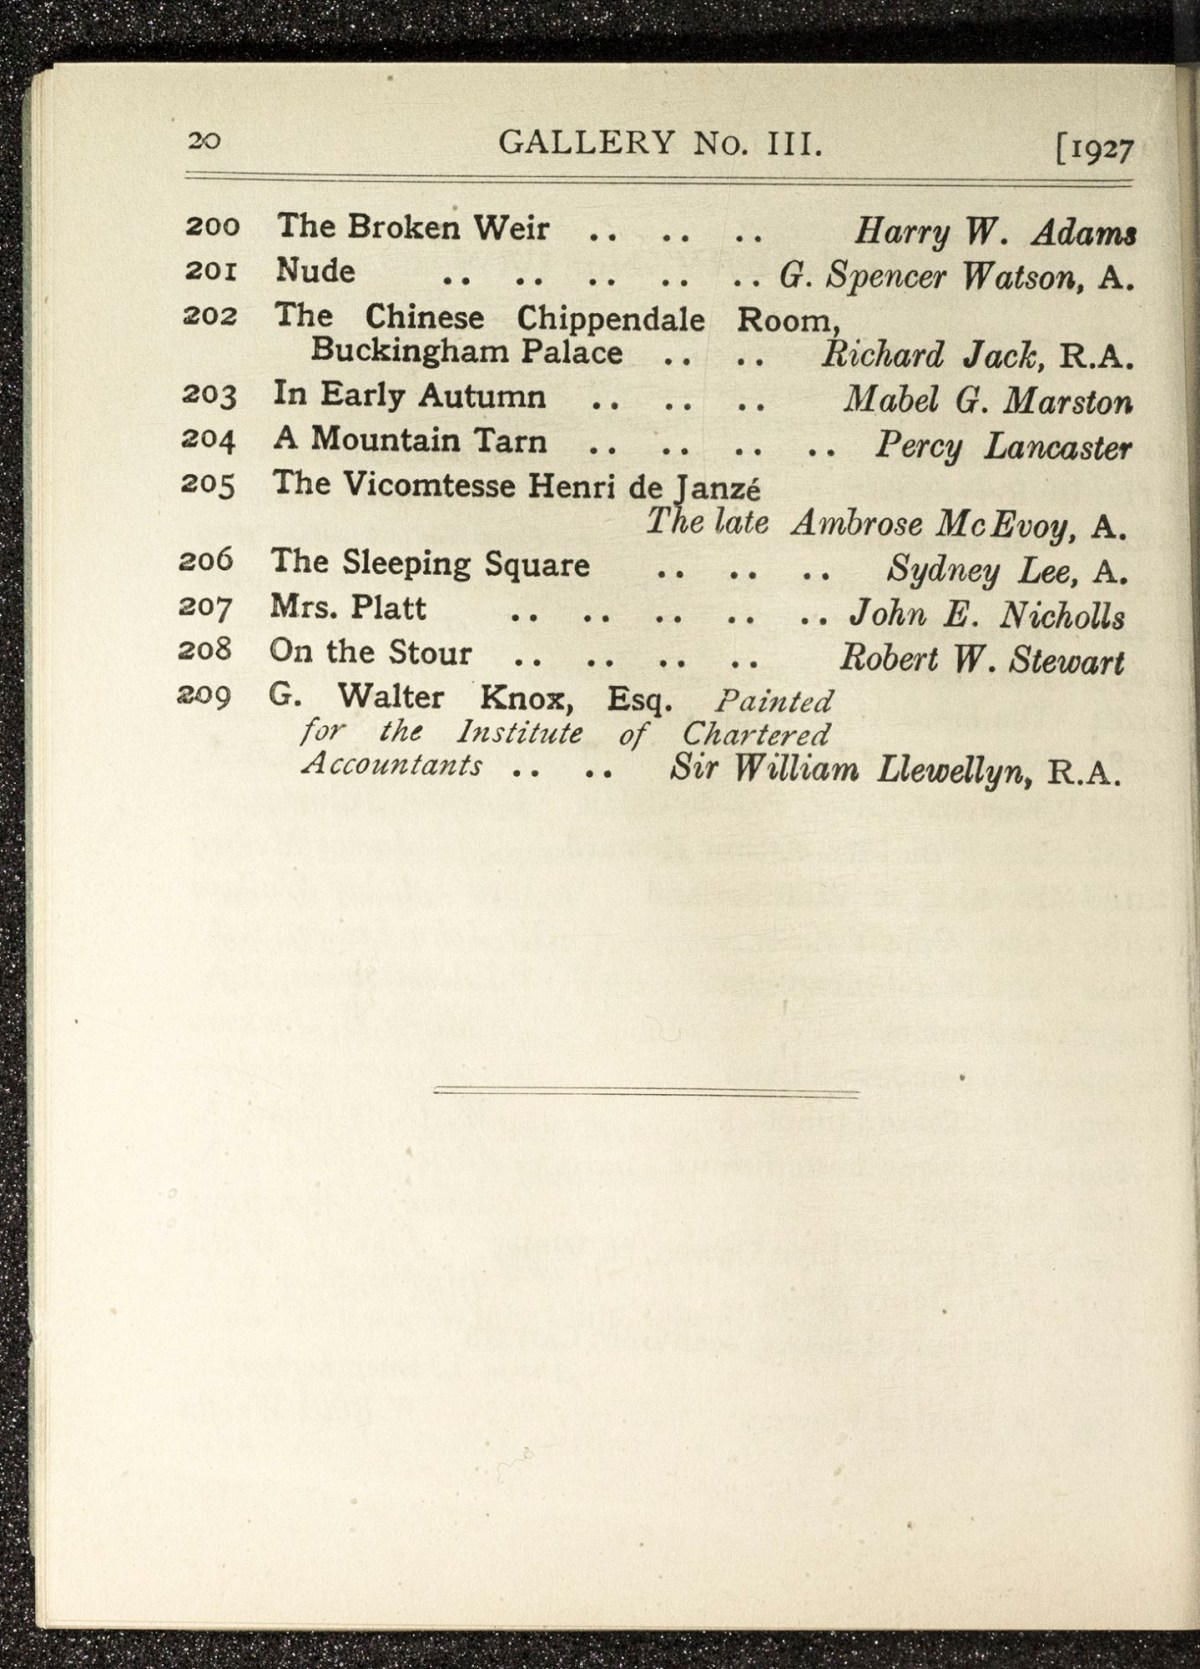 20 GALLERY No. III. [1927
200 The Broken Weir .. .. .. Harry W. Adams
201 Nude .. .. .. .. .. G. Spencer Watson, A.
202 The Chinese Chippendale Room,
Buckingham Palace .. .. Richard Jack, R.A.
203 In Early Autumn .. .. .. Mabel G. Marston
204 A Mountain Tarn .. .. .. .. Percy Lancaster
205 The Vicomtesse Henri de Janzé
The late Ambrose McEvoy, A.
206 The Sleeping Square .. .. .. Sydney Lee, A.
207 Mrs. Platt .. .. .. .. .. John E. Nicholls
208 On the Stour .. .. .. .. Robert W. Stewart
209 G. Walter Knox, Esq. Painted
for the Institute of Chartered
Accountants .. .. Sir William Llewellyn, R.A.